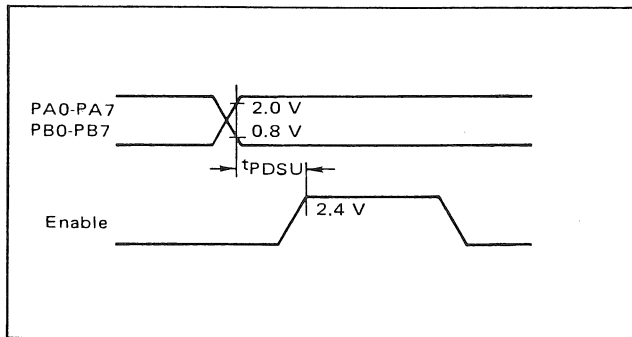 PA0-PA7
PB0-PB7
2.0 V
0.8 V
tPDSU
Enable
2.4 V